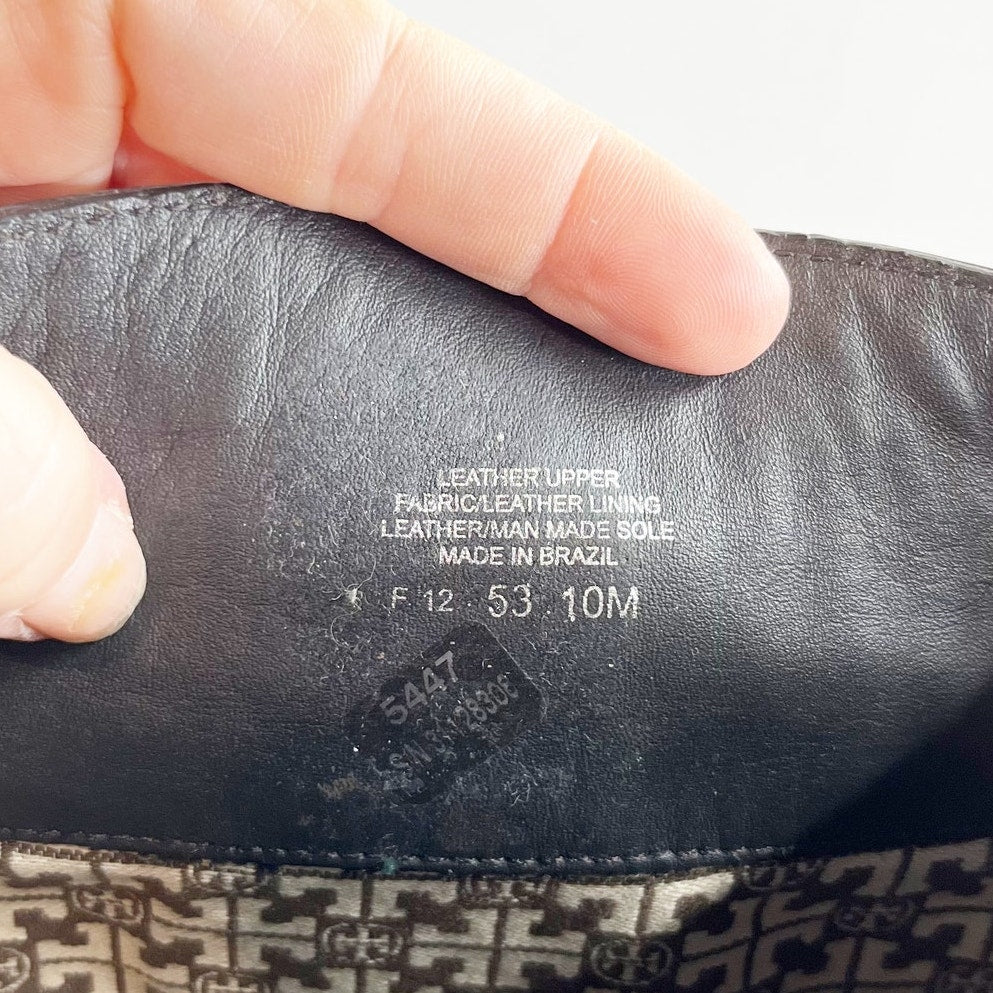 LEATHER UPPER
FABRIC/LEATHER LINING
LEATHER/MAN MADE SOLE
MADE IN BRAZIL
F 12 . 53 . 10M
5447